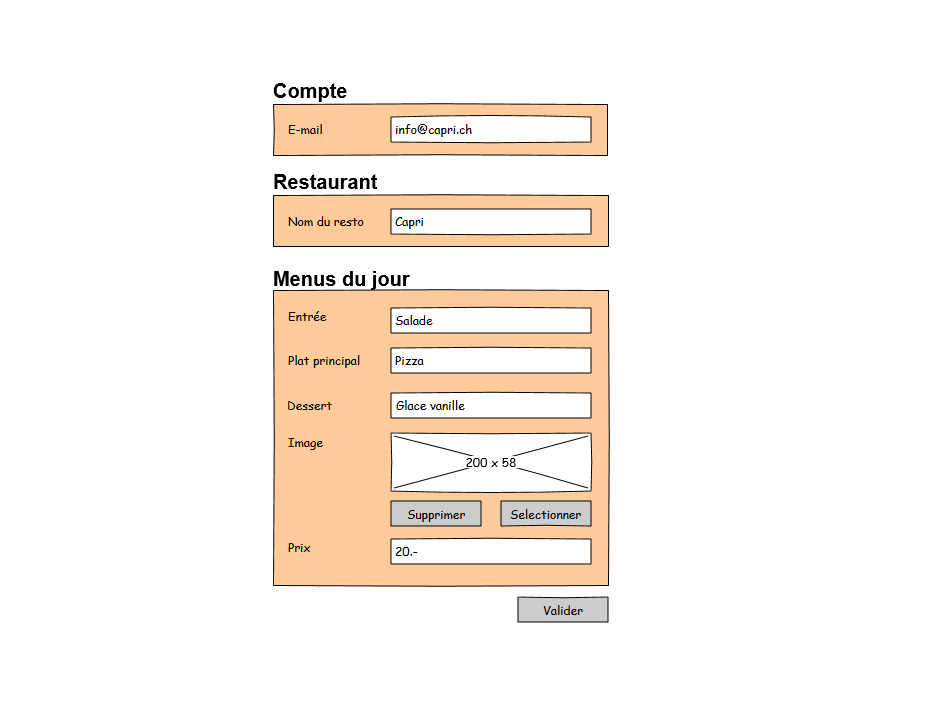 Compte
E-mail info@capri.ch
Restaurant
Nom du resto Capri
Menus du jour
Entrée Salade
Plat principal Pizza
Dessert Glace vanille
Image
200 x 58
Supprimer Selectionner
Prix 20.-
Valider